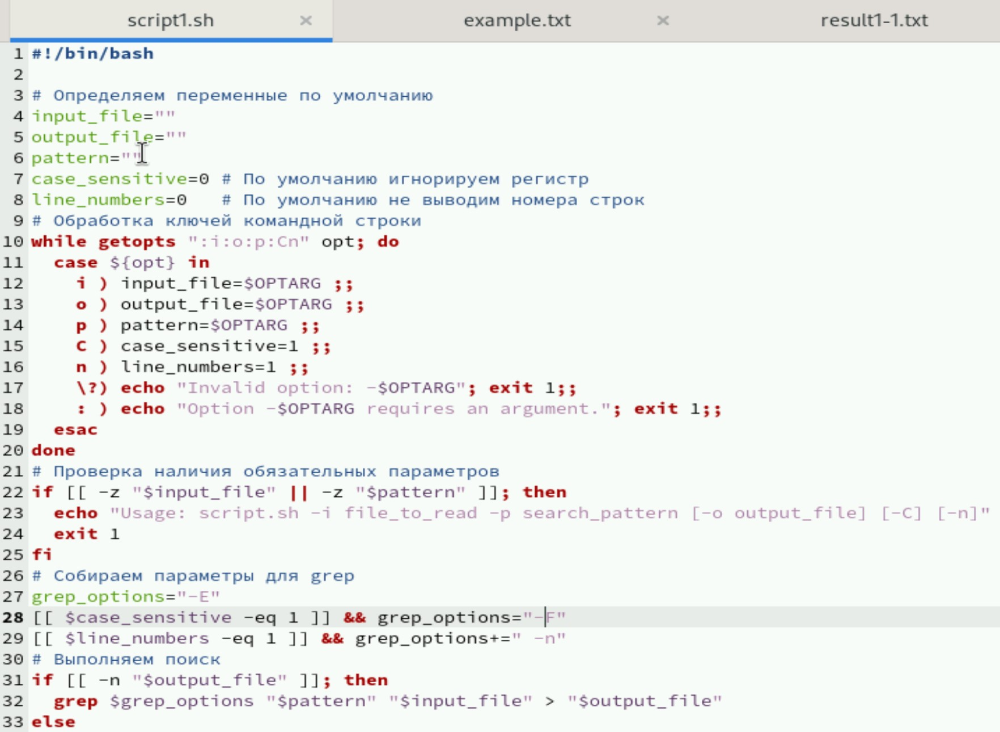 script1.sh × example.txt × result1-1.txt
1 #!/bin/bash
2
3 # Определяем переменные по умолчанию
4 input_file=""
5 output_file=""
6 pattern=""
7 case_sensitive=0 # По умолчанию игнорируем регистр
8 line_numbers=0   # По умолчанию не выводим номера строк
9 # Обработка ключей командной строки
10 while getopts ":i:o:p:Cn" opt; do
11   case ${opt} in
12     i ) input_file=$OPTARG ;;
13     o ) output_file=$OPTARG ;;
14     p ) pattern=$OPTARG ;;
15     C ) case_sensitive=1 ;;
16     n ) line_numbers=1 ;;
17     \?) echo "Invalid option: -$OPTARG"; exit 1;;
18     : ) echo "Option -$OPTARG requires an argument."; exit 1;;
19   esac
20 done
21 # Проверка наличия обязательных параметров
22 if [[ -z "$input_file" || -z "$pattern" ]]; then
23   echo "Usage: script.sh -i file_to_read -p search_pattern [-o output_file] [-C] [-n]"
24   exit 1
25 fi
26 # Собираем параметры для grep
27 grep_options="-E"
28 [[ $case_sensitive -eq 1 ]] && grep_options="-F"
29 [[ $line_numbers -eq 1 ]] && grep_options+=" -n"
30 # Выполняем поиск
31 if [[ -n "$output_file" ]]; then
32   grep $grep_options "$pattern" "$input_file" > "$output_file"
33 else